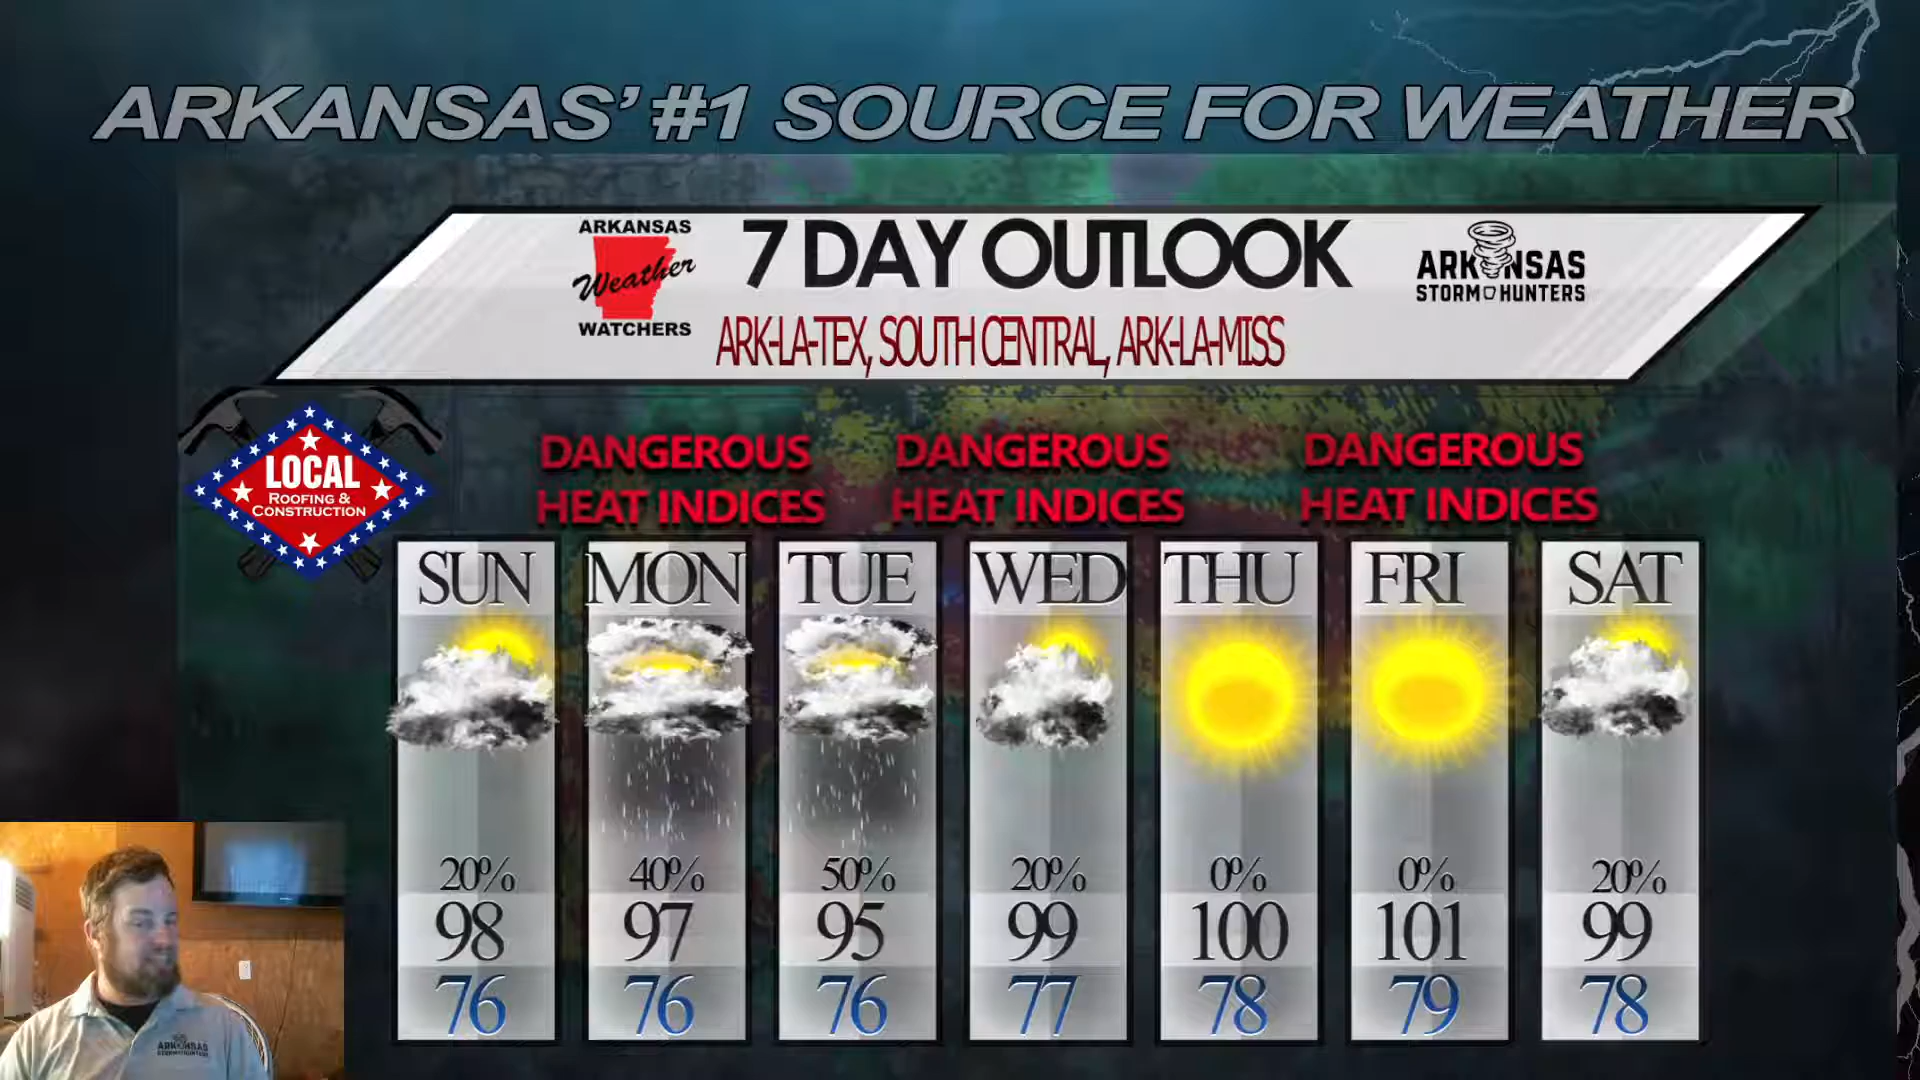 ARKANSAS’ #1 SOURCE FOR WEATHER
ARKANSAS
Weather
WATCHERS
7 DAY OUTLOOK
ARK-LA-TEX, SOUTH CENTRAL, ARK-LA-MISS
ARKANSAS
STORM HUNTERS
LOCAL
ROOFING &
CONSTRUCTION
DANGEROUS
HEAT INDICES
DANGEROUS
HEAT INDICES
DANGEROUS
HEAT INDICES
SUN MON TUE WED THU FRI SAT
20% 40% 50% 20% 0% 0% 20%
98 97 95 99 100 101 99
76 76 76 77 78 79 78
ARKANSAS
STORM HUNTERS